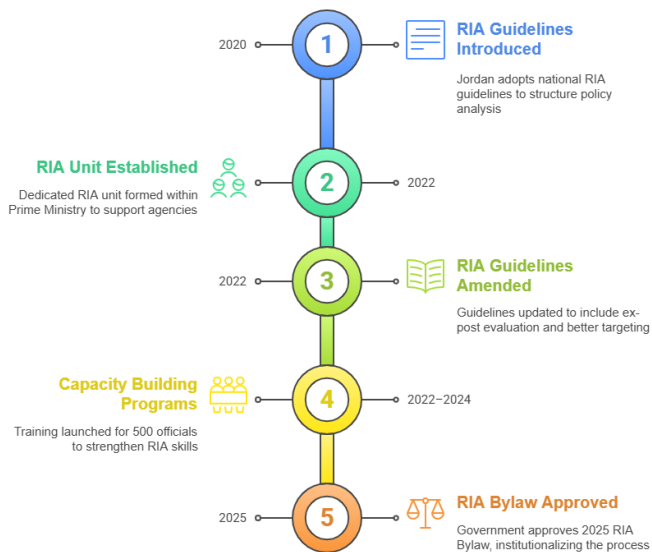 2020
1
RIA Guidelines
Introduced
Jordan adopts national RIA
guidelines to structure policy
analysis
RIA Unit Established
Dedicated RIA unit formed within
Prime Ministry to support agencies
2
2022
2022
3
RIA Guidelines
Amended
Guidelines updated to include ex-
post evaluation and better targeting
Capacity Building
Programs
Training launched for 500 officials
to strengthen RIA skills
4
2022–2024
2025
5
RIA Bylaw Approved
Government approves 2025 RIA
Bylaw, institutionalizing the process